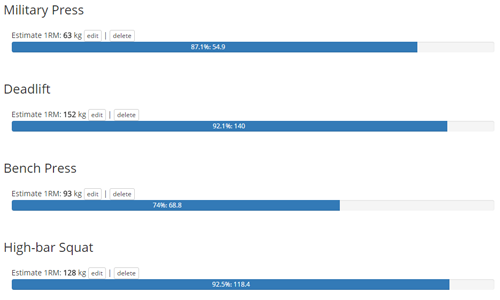 Military Press
Estimate 1RM: 63 kg edit | delete
87.1%: 54.9
Deadlift
Estimate 1RM: 152 kg edit | delete
92.1%: 140
Bench Press
Estimate 1RM: 93 kg edit | delete
74%: 68.8
High-bar Squat
Estimate 1RM: 128 kg edit | delete
92.5%: 118.4